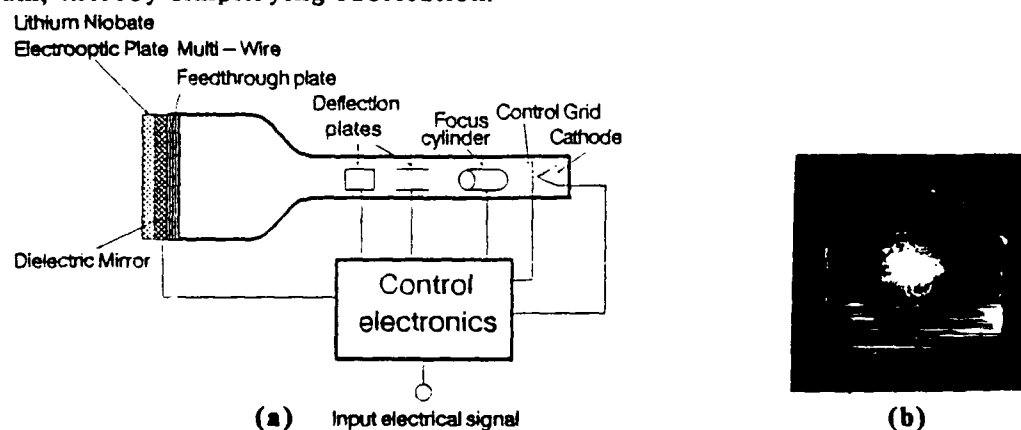 Lithium Niobate
Electrooptic Plate Multi – Wire
Feedthrough plate
Deflection
plates
Focus
cylinder
Control Grid
Cathode
Dielectric Mirror
Control
electronics
Input electrical signal
(a)
(b)